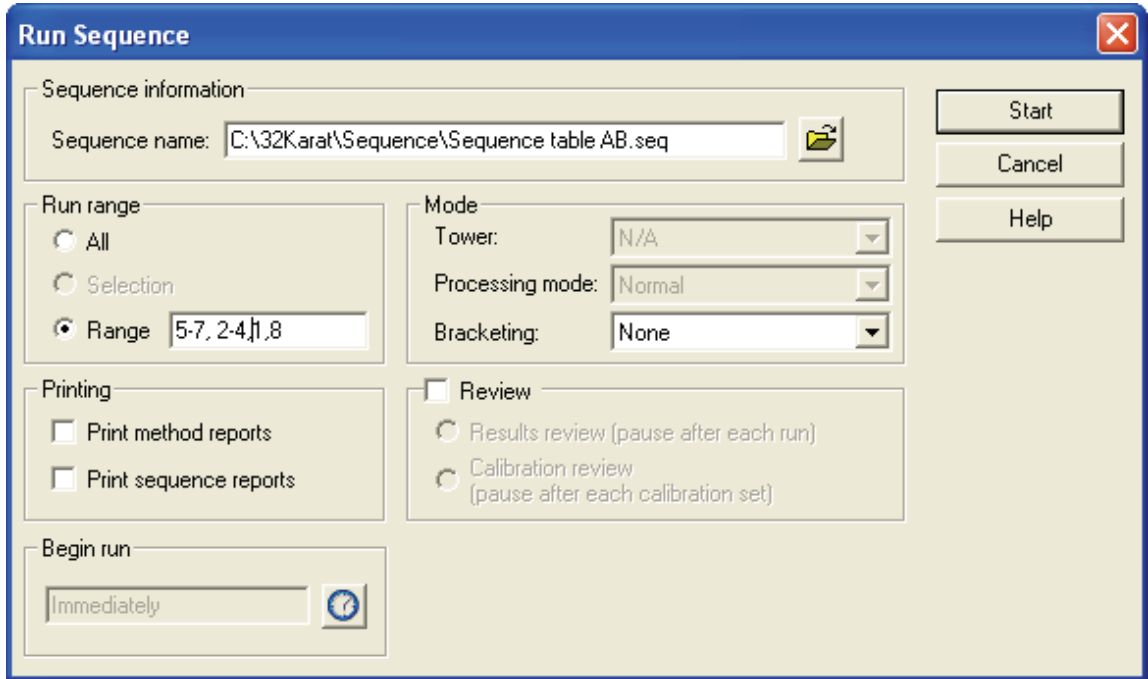 Run Sequence
Sequence information
Sequence name: C:\32Karat\Sequence\Sequence table AB.seq
Start
Cancel
Help
Run range
All
Selection
Range 5-7, 2-4,1,8
Mode
Tower: N/A
Processing mode: Normal
Bracketing: None
Printing
Print method reports
Print sequence reports
Review
Results review (pause after each run)
Calibration review
(pause after each calibration set)
Begin run
Immediately